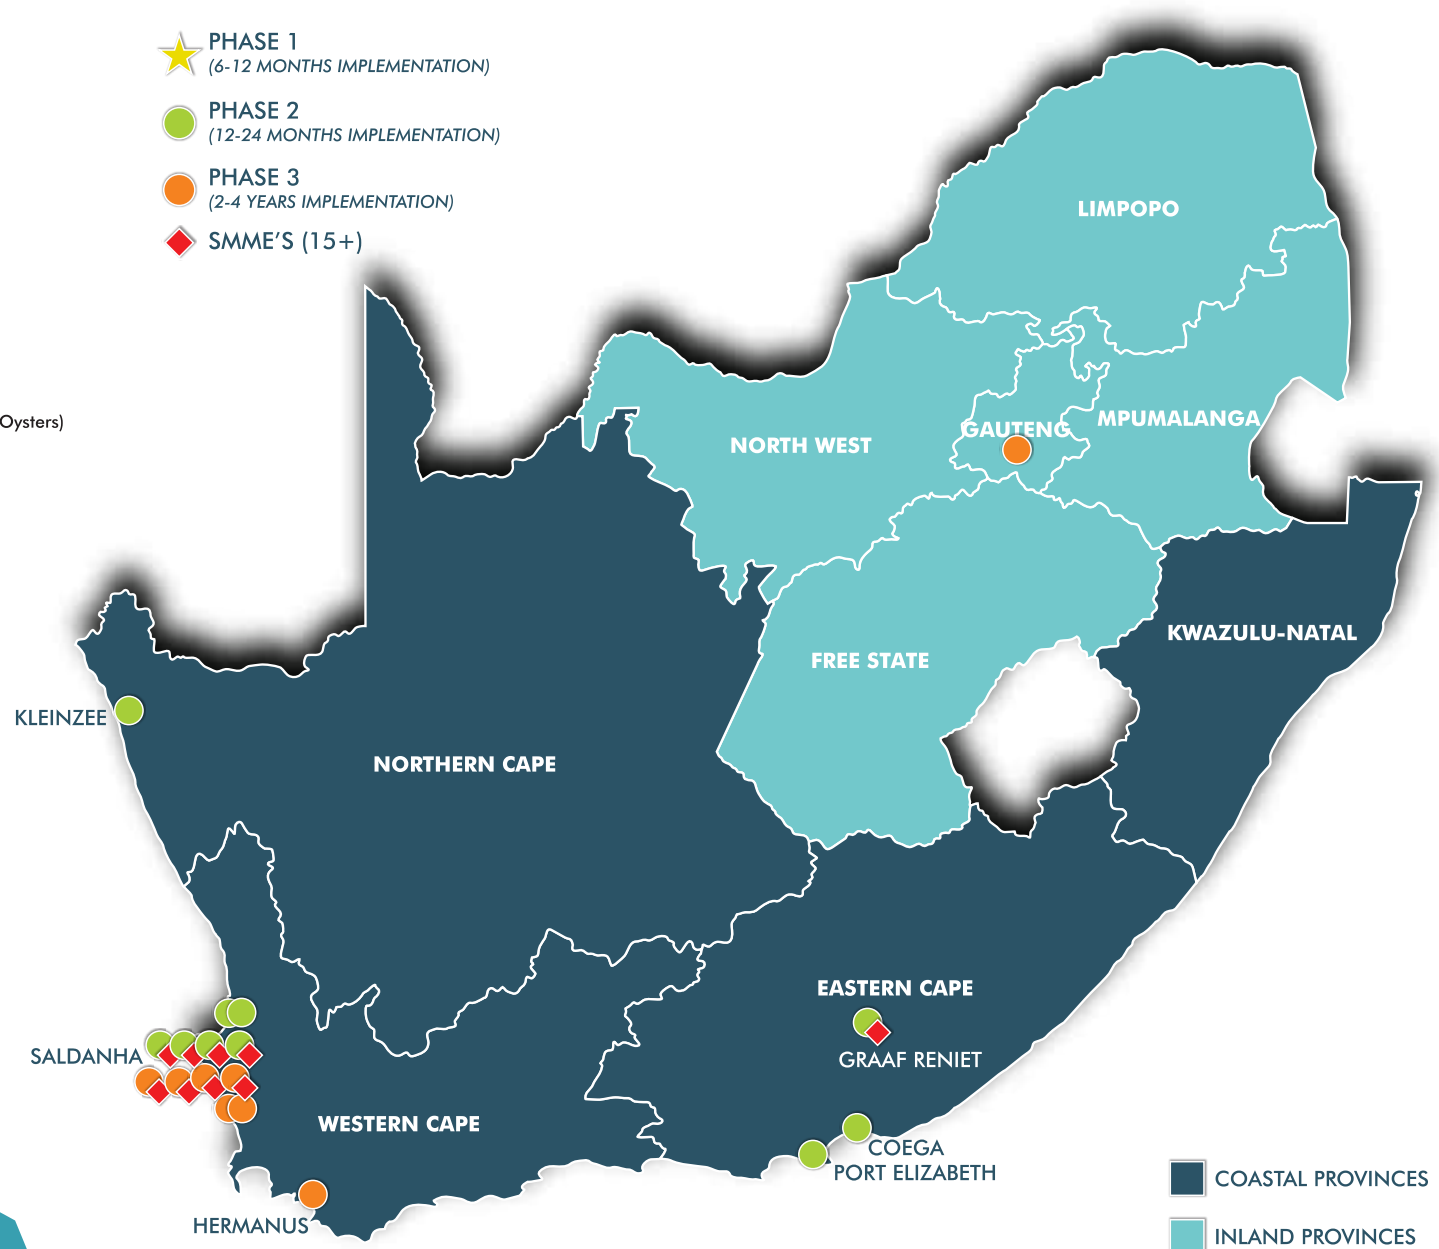 PHASE 1
(6-12 MONTHS IMPLEMENTATION)
PHASE 2
(12-24 MONTHS IMPLEMENTATION)
PHASE 3
(2-4 YEARS IMPLEMENTATION)
SMME'S (15+)
LIMPOPO
Oysters)
MPUMALANGA
GAUTENG
NORTH WEST
KWAZULU-NATAL
FREE STATE
KLEINZEE
NORTHERN CAPE
EASTERN CAPE
SALDANHA
GRAAF RENIET
WESTERN CAPE
COEGA
PORT ELIZABETH
HERMANUS
COASTAL PROVINCES
INLAND PROVINCES